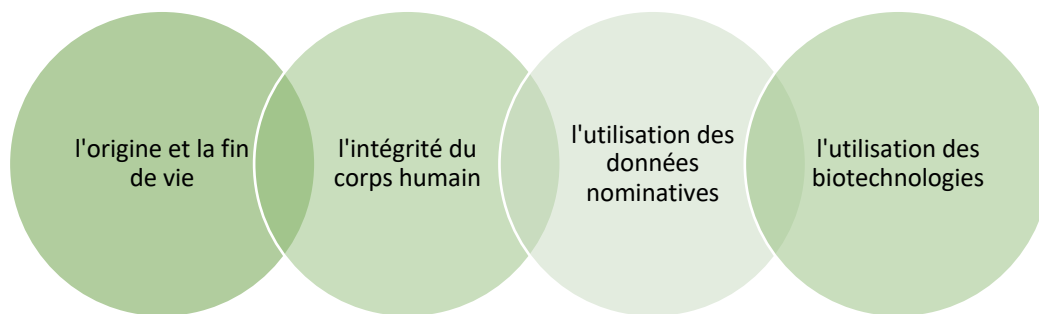 l'origine et la fin
de vie
l'intégrité du
corps humain
l'utilisation des
données
nominatives
l'utilisation des
biotechnologies